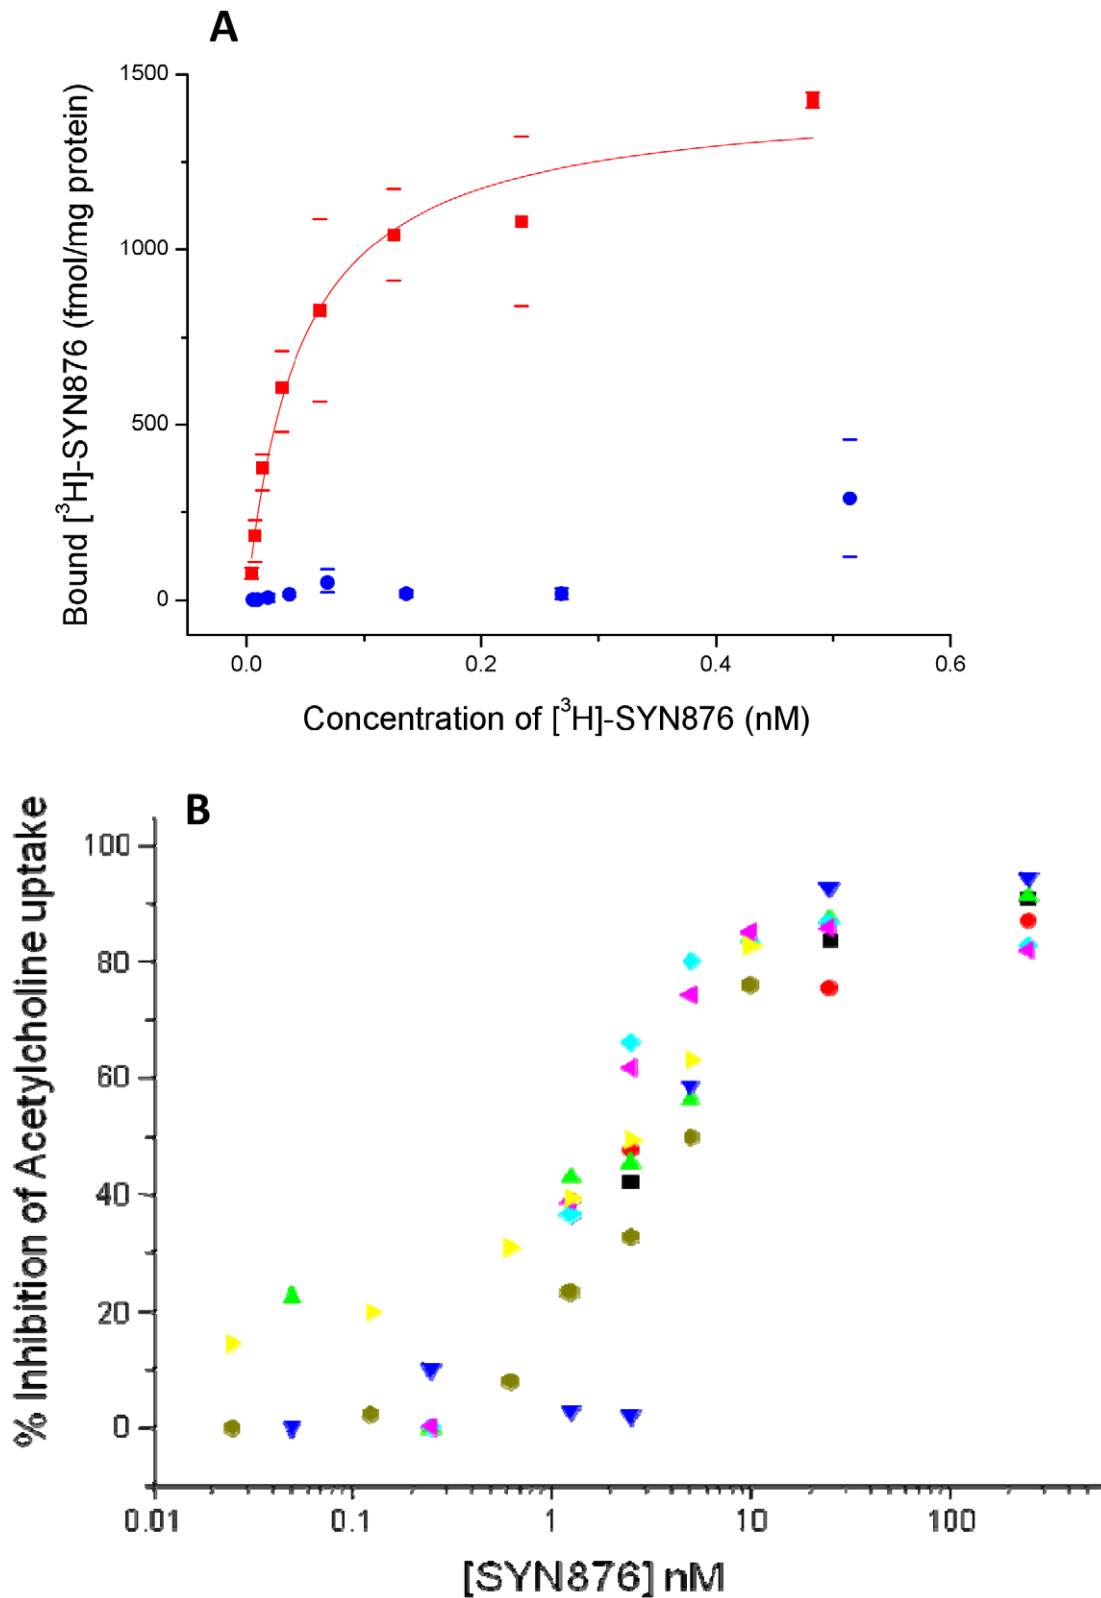 A
Bound [³H]-SYN876 (fmol/mg protein)
1500
1000
500
0
0.0 0.2 0.4 0.6
Concentration of [³H]-SYN876 (nM)
B
% Inhibition of Acetylcholine uptake
100
80
60
40
20
0
0.01 0.1 1 10 100
[SYN876] nM